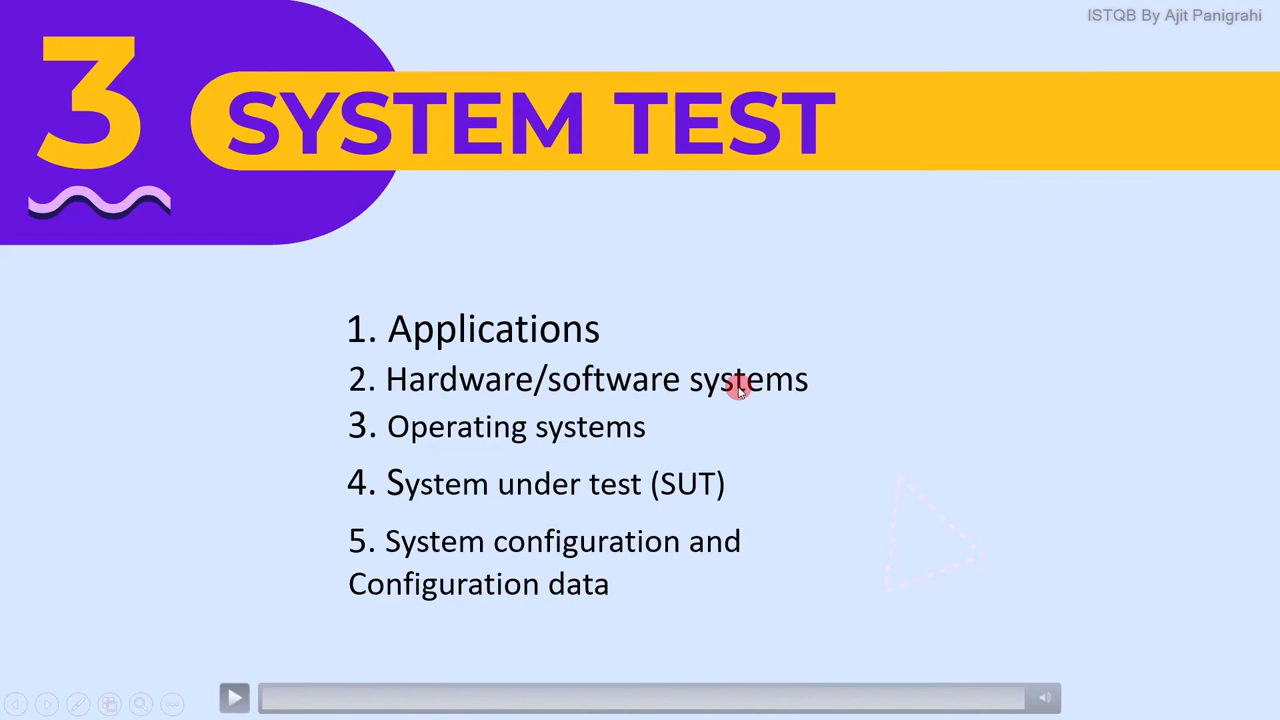 ISTQB By Ajit Panigrahi
3
SYSTEM TEST
1. Applications
2. Hardware/software systems
3. Operating systems
4. System under test (SUT)
5. System configuration and
Configuration data